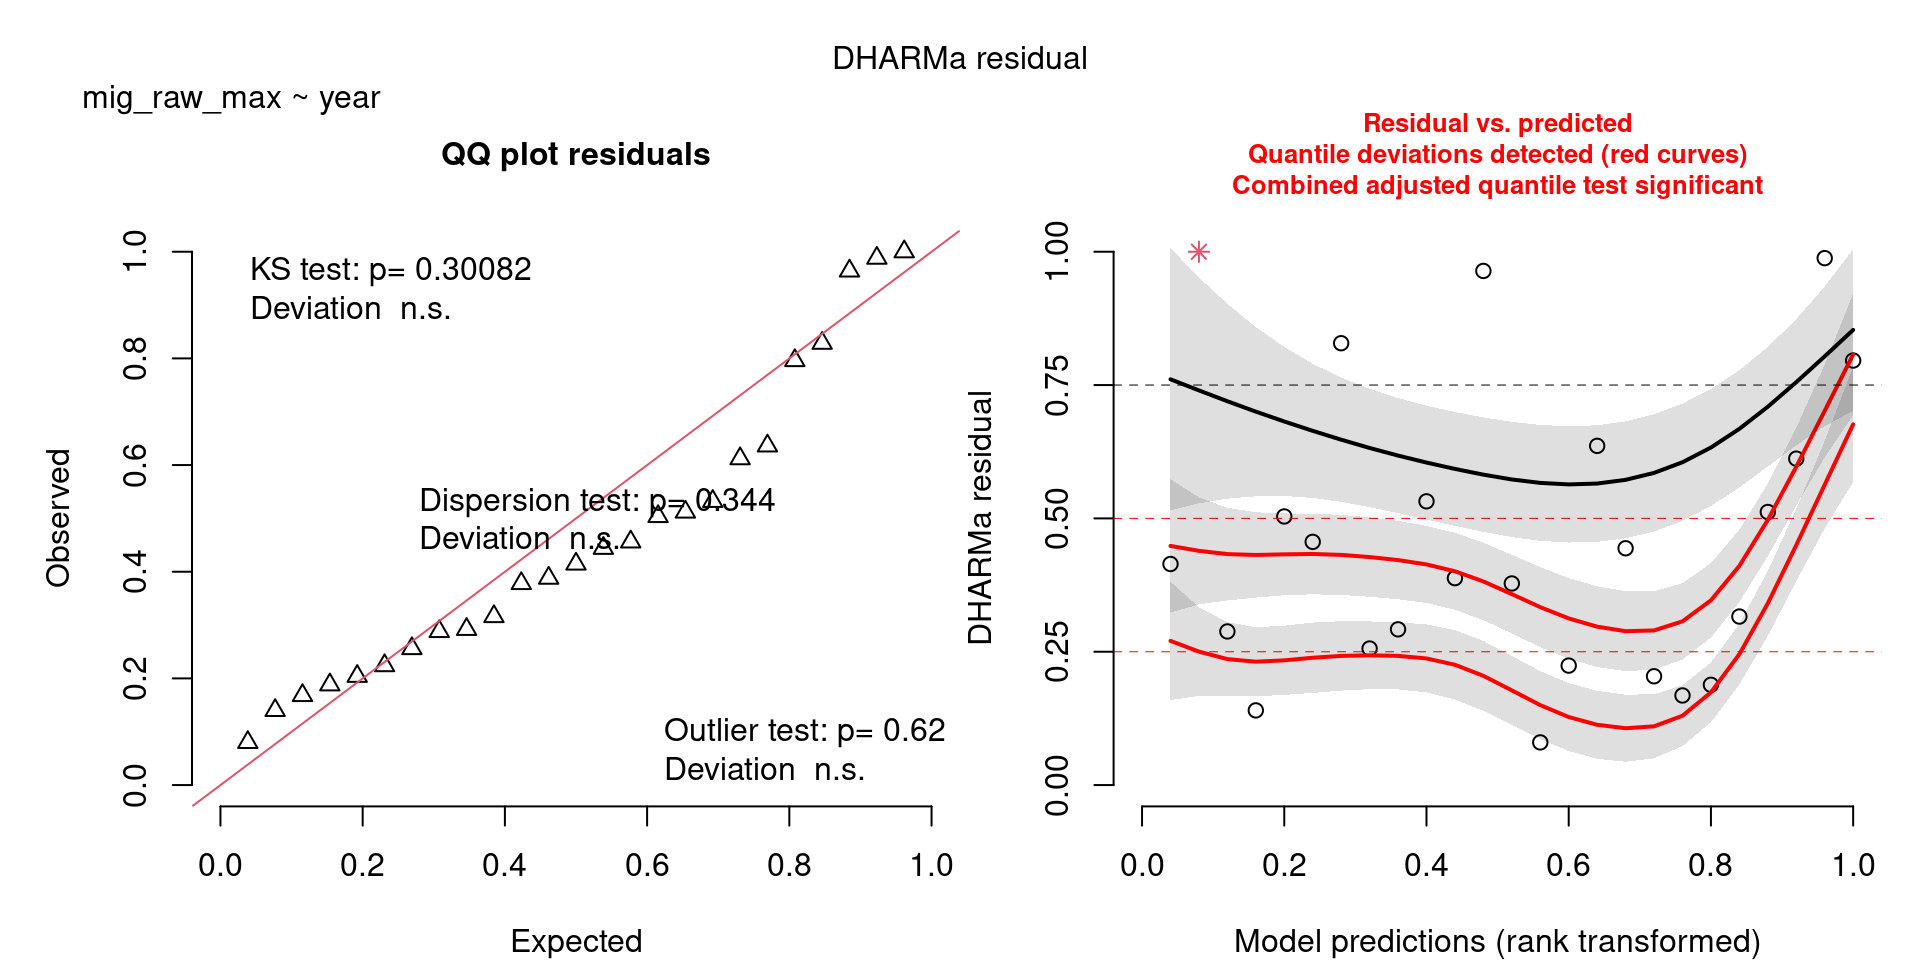 DHARMa residual
mig_raw_max ~ year
QQ plot residuals
KS test: p= 0.30082
Deviation  n.s.
Dispersion test: p= 0.344
Deviation  n.s.
Outlier test: p= 0.62
Deviation  n.s.
Observed
0.0 0.2 0.4 0.6 0.8 1.0
0.0 0.2 0.4 0.6 0.8 1.0
Expected
Residual vs. predicted
Quantile deviations detected (red curves)
Combined adjusted quantile test significant
DHARMa residual
0.00 0.25 0.50 0.75 1.00
0.0 0.2 0.4 0.6 0.8 1.0
Model predictions (rank transformed)